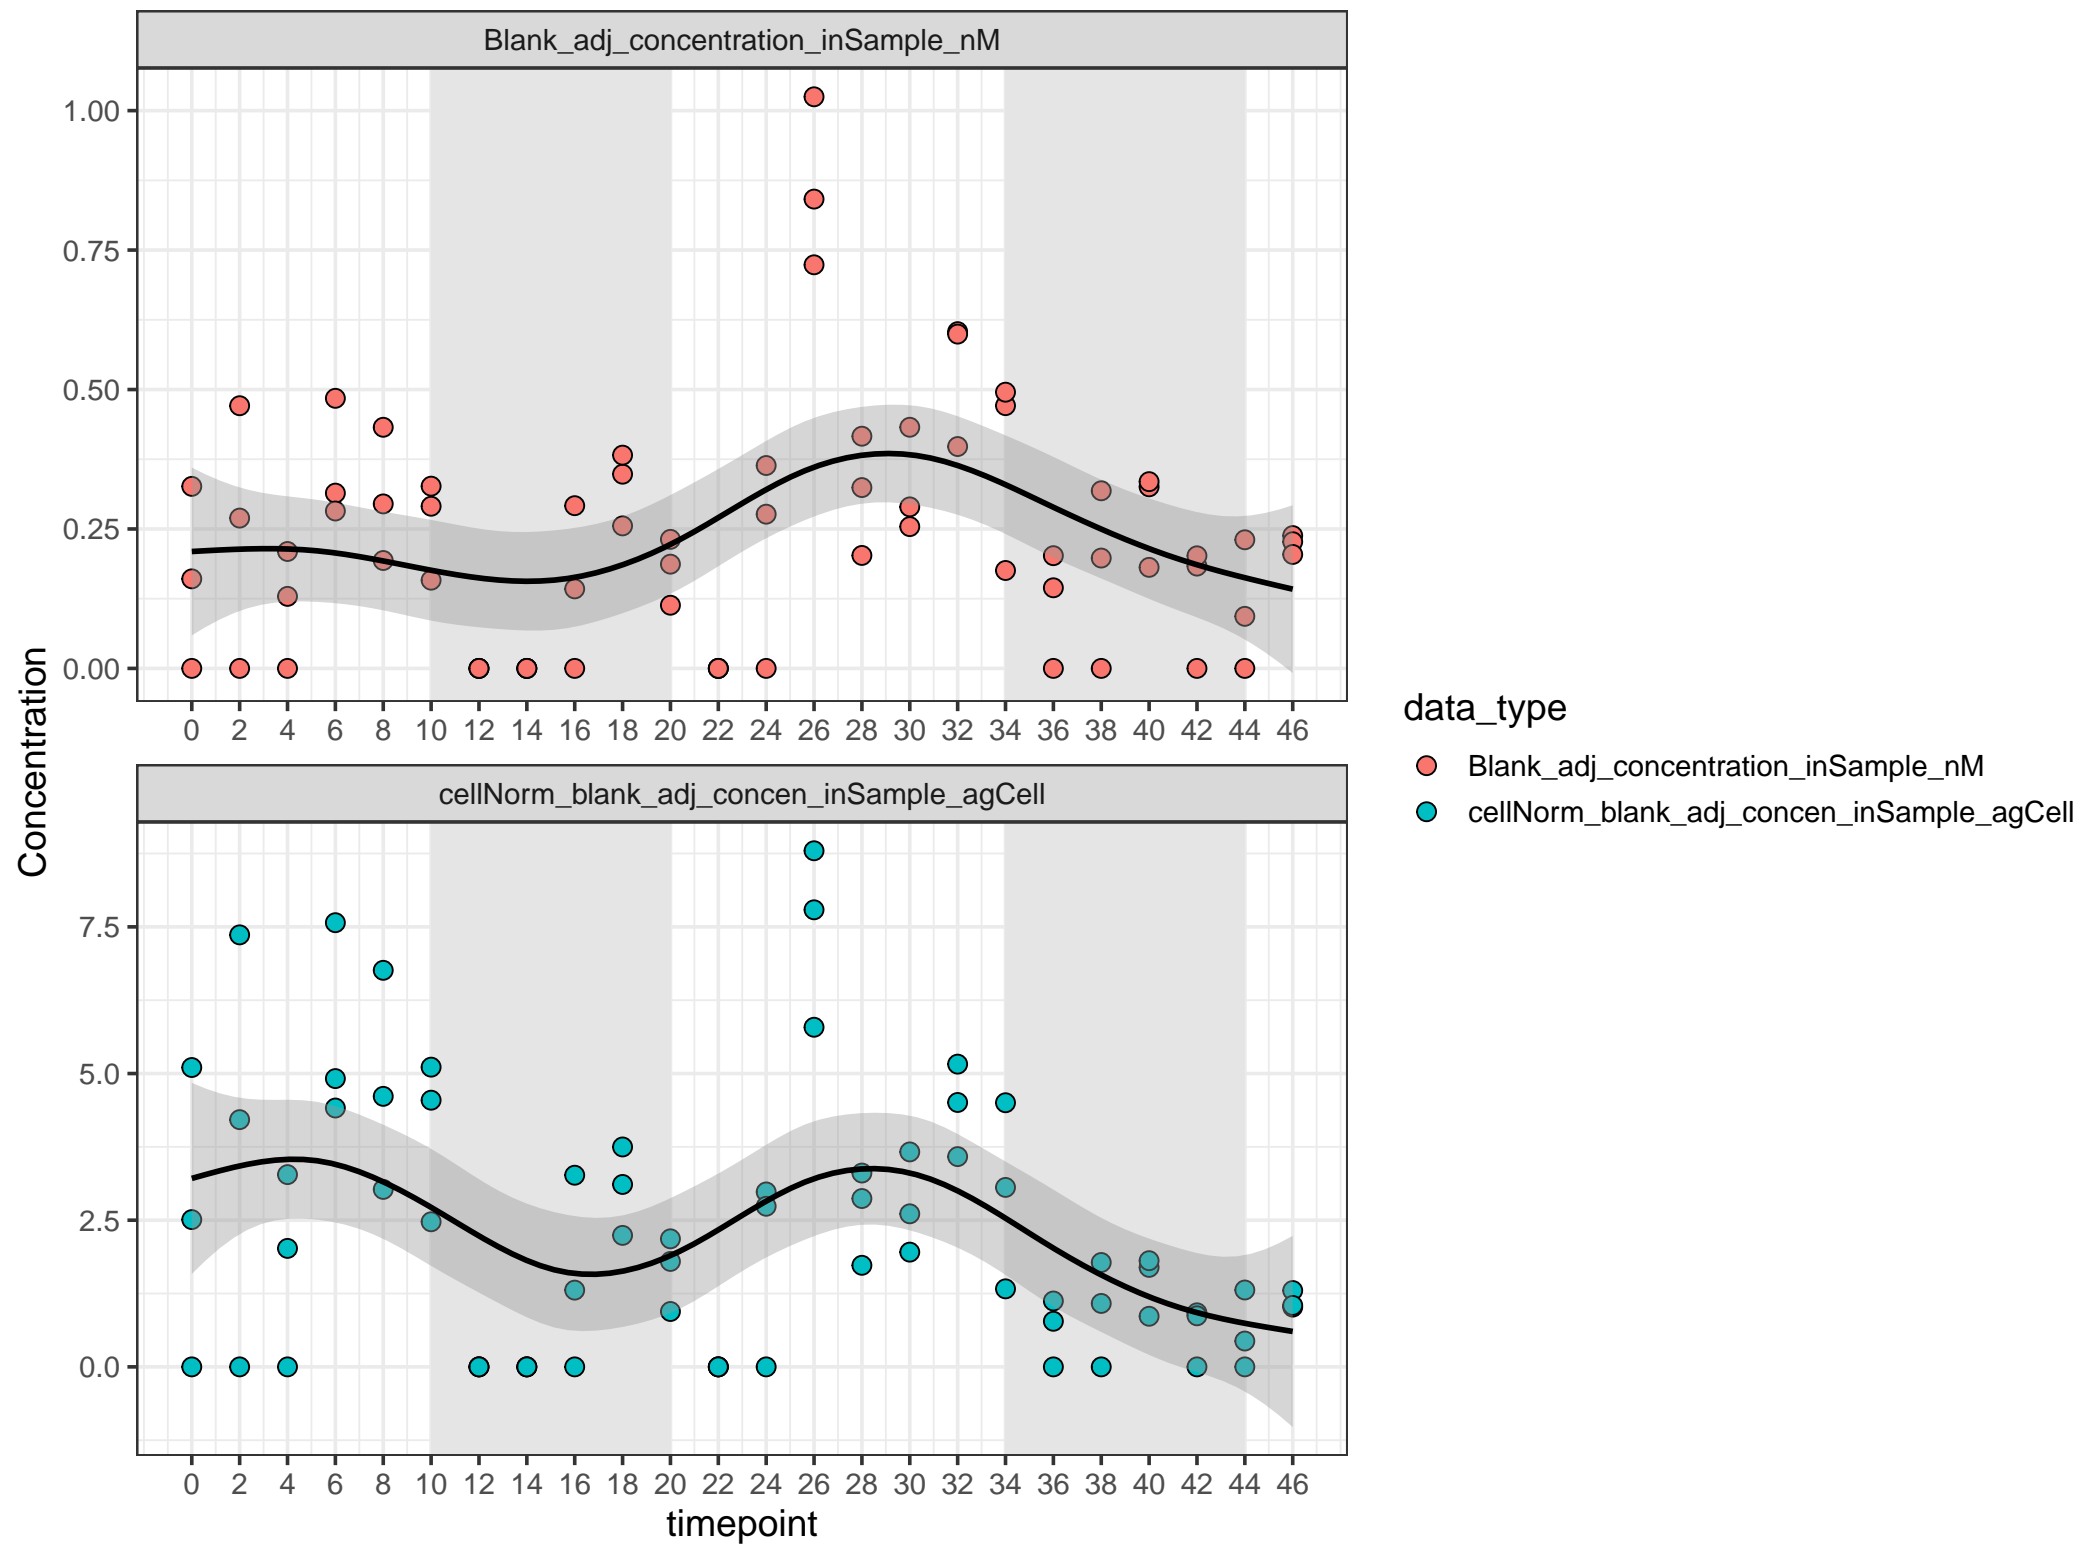 Blank_adj_concentration_inSample_nM
1.00
0.75
0.50
0.25
0.00
0 2 4 6 8 10 12 14 16 18 20 22 24 26 28 30 32 34 36 38 40 42 44 46
Concentration
cellNorm_blank_adj_concen_inSample_agCell
7.5
5.0
2.5
0.0
0 2 4 6 8 10 12 14 16 18 20 22 24 26 28 30 32 34 36 38 40 42 44 46
timepoint
data_type
Blank_adj_concentration_inSample_nM
cellNorm_blank_adj_concen_inSample_agCell